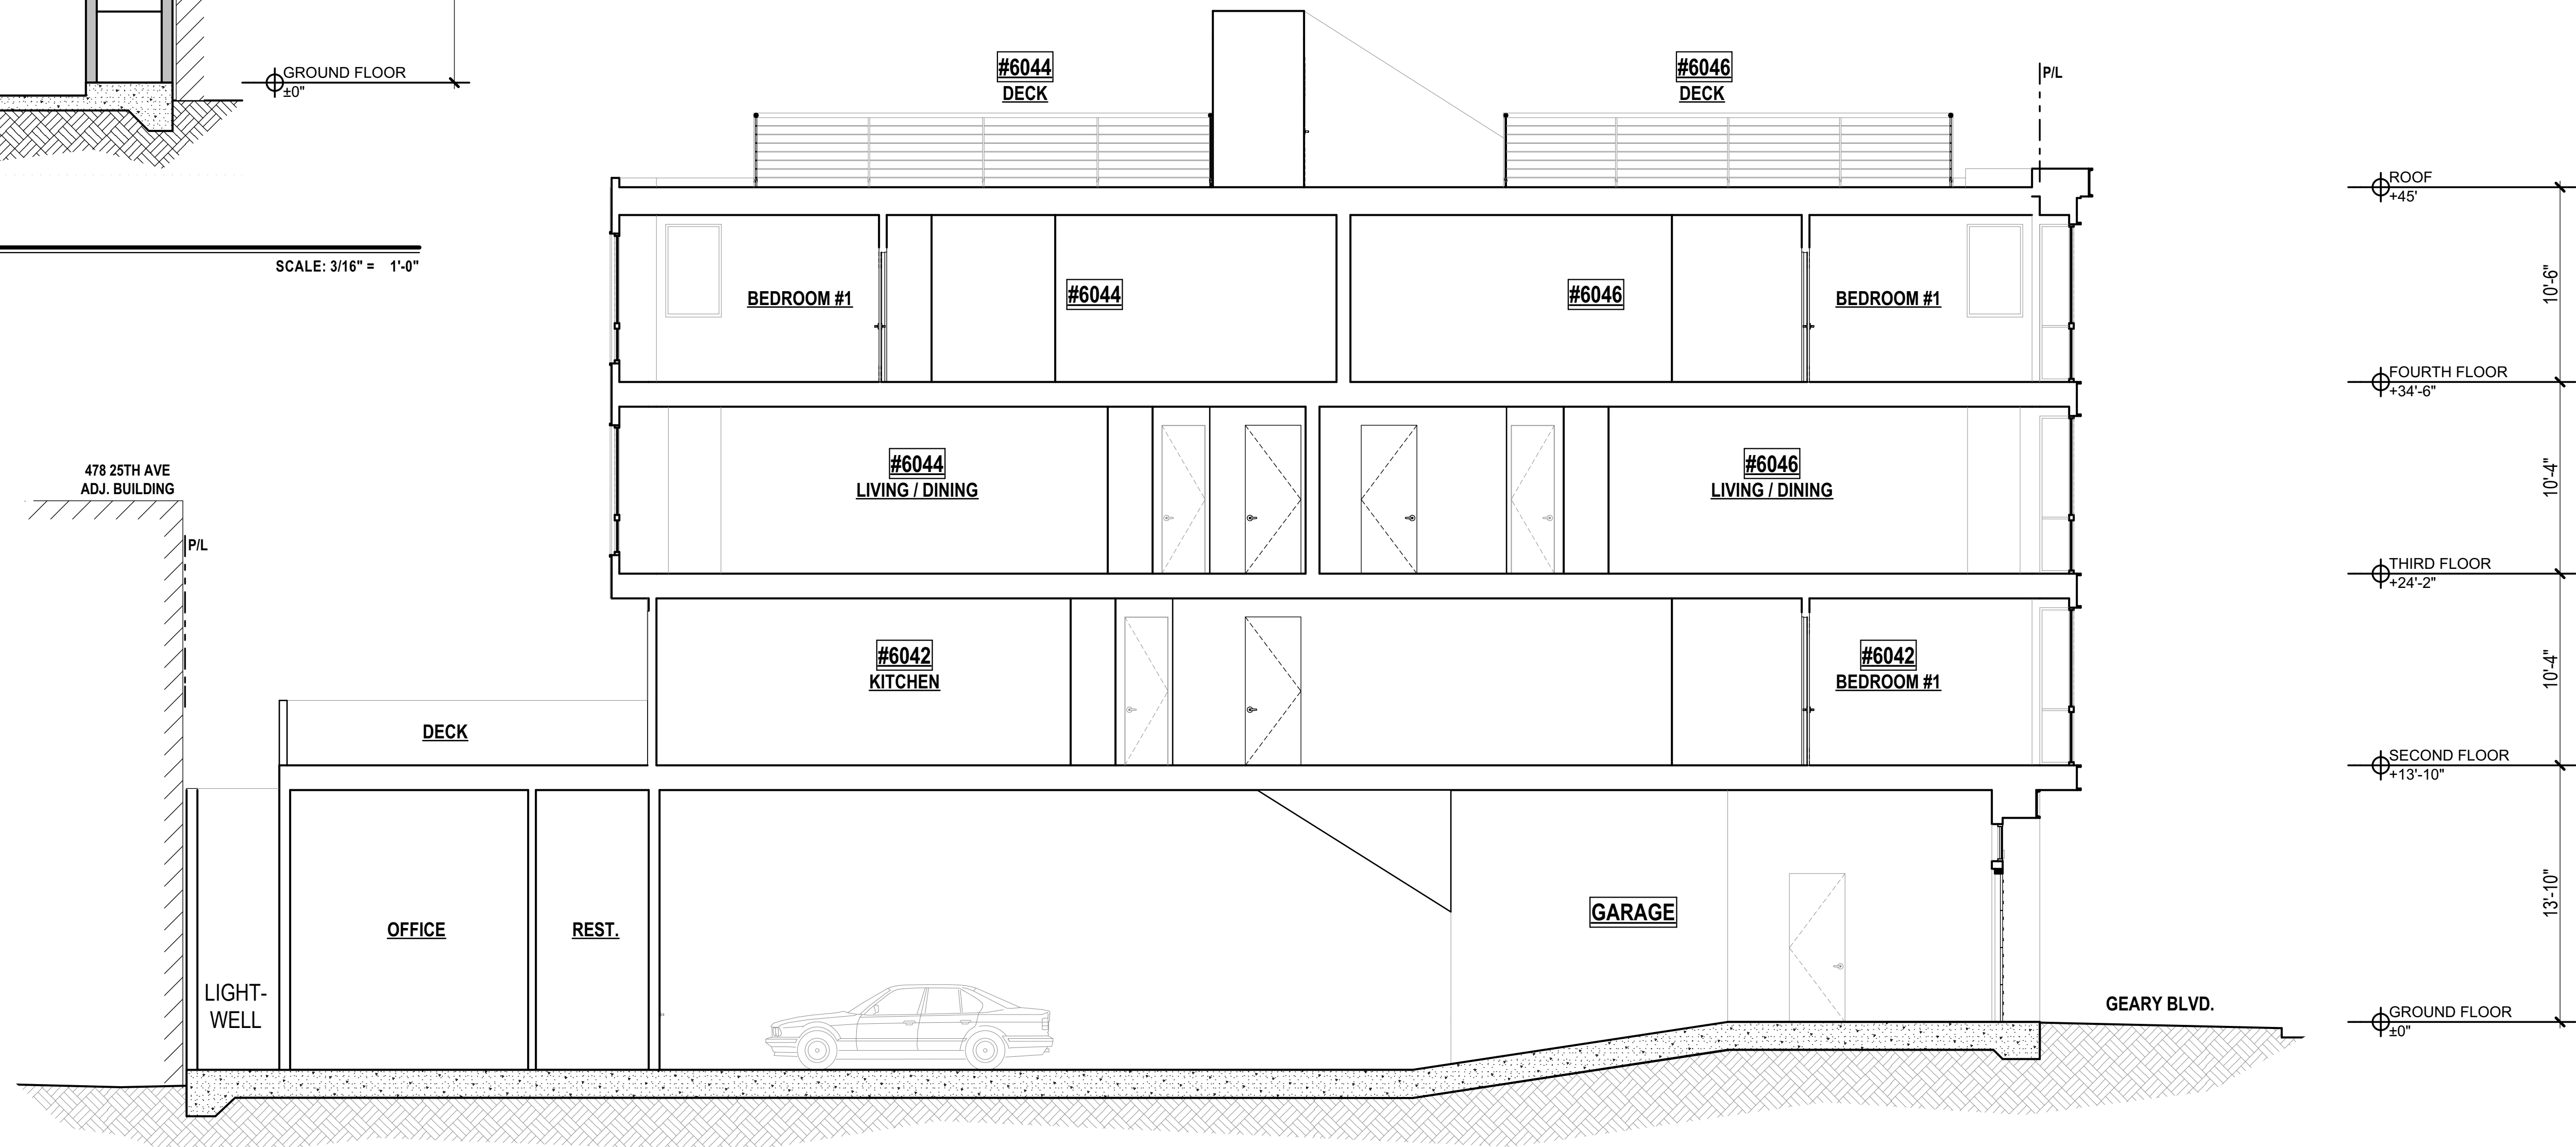 GROUND FLOOR
±0"
SCALE: 3/16" = 1'-0"
#6044
DECK
#6046
DECK
P/L
ROOF
+45'
10'-6"
BEDROOM #1
#6044
#6046
BEDROOM #1
FOURTH FLOOR
+34'-6"
10'-4"
478 25TH AVE
ADJ. BUILDING
P/L
#6044
LIVING / DINING
#6046
LIVING / DINING
THIRD FLOOR
+24'-2"
10'-4"
#6042
KITCHEN
#6042
BEDROOM #1
DECK
SECOND FLOOR
+13'-10"
13'-10"
OFFICE
REST.
GARAGE
LIGHT-
WELL
GEARY BLVD.
GROUND FLOOR
±0"